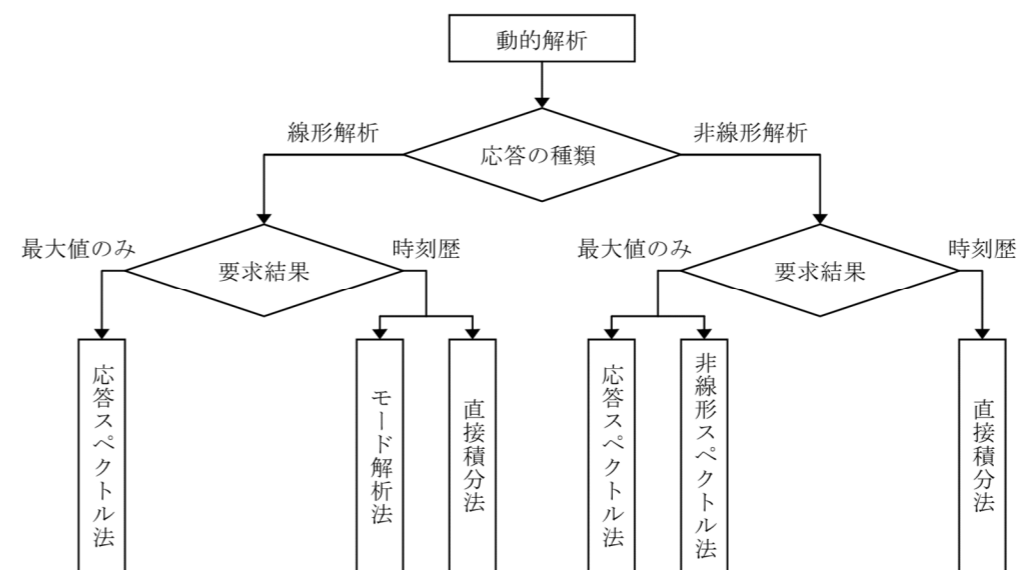 動的解析
線形解析
非線形解析
応答の種類
最大値のみ
時刻歴
最大値のみ
時刻歴
要求結果
要求結果
応答スペクトル法
モード解析法
直接積分法
応答スペクトル法
非線形スペクトル法
直接積分法